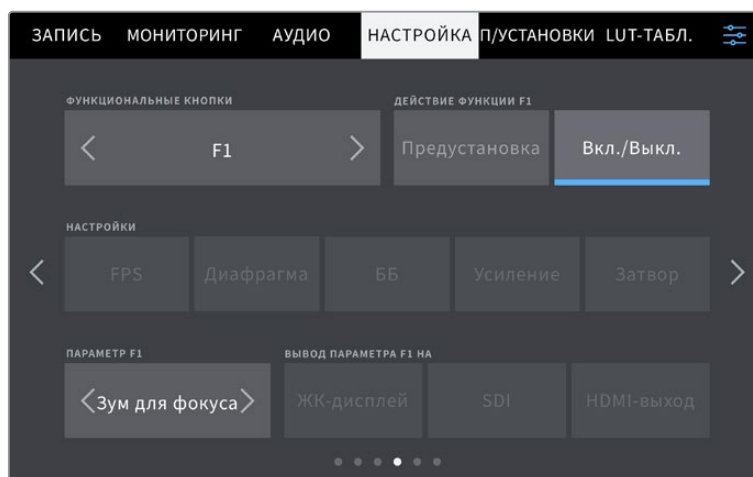 ЗАПИСЬ МОНИТОРИНГ АУДИО НАСТРОЙКА П/УСТАНОВКИ LUT-ТАБЛ.
ФУНКЦИОНАЛЬНЫЕ КНОПКИ ДЕЙСТВИЕ ФУНКЦИИ F1
F1 Предустановка Вкл./Выкл.
НАСТРОЙКИ
FPS Диафрагма ББ Усиление Затвор
ПАРАМЕТР F1 ВЫВОД ПАРАМЕТРА F1 НА
Зум для фокуса ЖК-дисплей SDI HDMI-выход